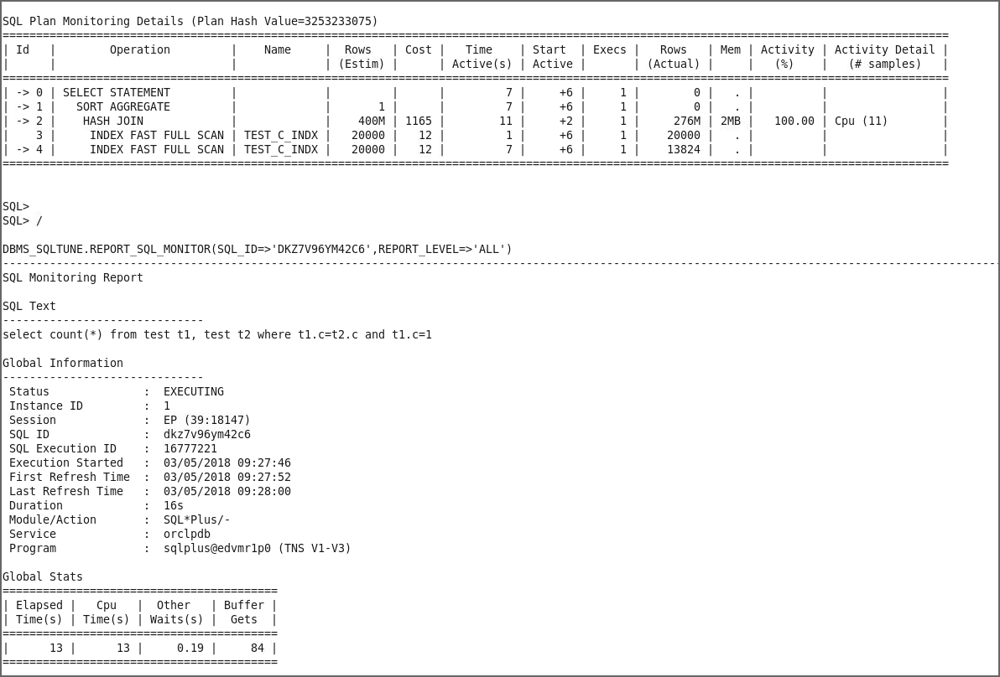 SQL Plan Monitoring Details (Plan Hash Value=3253233075)
=============================================================================================================================================
| Id   |        Operation         |    Name     |  Rows   | Cost |   Time    | Start  | Execs |   Rows   | Mem | Activity | Activity Detail |
|      |                          |             | (Estim) |      | Active(s) | Active |       | (Actual) |     |   (%)    |   (# samples)   |
=============================================================================================================================================
| -> 0 | SELECT STATEMENT         |             |         |      |         7 |     +6 |     1 |        0 |   . |          |                 |
| -> 1 |   SORT AGGREGATE         |             |       1 |      |         7 |     +6 |     1 |        0 |   . |          |                 |
| -> 2 |    HASH JOIN             |             |    400M | 1165 |        11 |     +2 |     1 |     276M | 2MB |   100.00 | Cpu (11)        |
|    3 |     INDEX FAST FULL SCAN | TEST_C_INDX |   20000 |   12 |         1 |     +6 |     1 |    20000 |   . |          |                 |
| -> 4 |     INDEX FAST FULL SCAN | TEST_C_INDX |   20000 |   12 |         7 |     +6 |     1 |    13824 |   . |          |                 |
=============================================================================================================================================
SQL>
SQL> /
DBMS_SQLTUNE.REPORT_SQL_MONITOR(SQL_ID=>'DKZ7V96YM42C6',REPORT_LEVEL=>'ALL')
-----------------------------------------------------------------------------------------------------------------------------------------------------
SQL Monitoring Report
SQL Text
------------------------------
select count(*) from test t1, test t2 where t1.c=t2.c and t1.c=1
Global Information
------------------------------
 Status              :  EXECUTING
 Instance ID         :  1
 Session             :  EP (39:18147)
 SQL ID              :  dkz7v96ym42c6
 SQL Execution ID    :  16777221
 Execution Started   :  03/05/2018 09:27:46
 First Refresh Time  :  03/05/2018 09:27:52
 Last Refresh Time   :  03/05/2018 09:28:00
 Duration            :  16s
 Module/Action       :  SQL*Plus/-
 Service             :  orclpdb
 Program             :  sqlplus@edvmr1p0 (TNS V1-V3)
Global Stats
=========================================
| Elapsed |   Cpu   |  Other   | Buffer |
| Time(s) | Time(s) | Waits(s) |  Gets  |
=========================================
|      13 |      13 |     0.19 |     84 |
=========================================